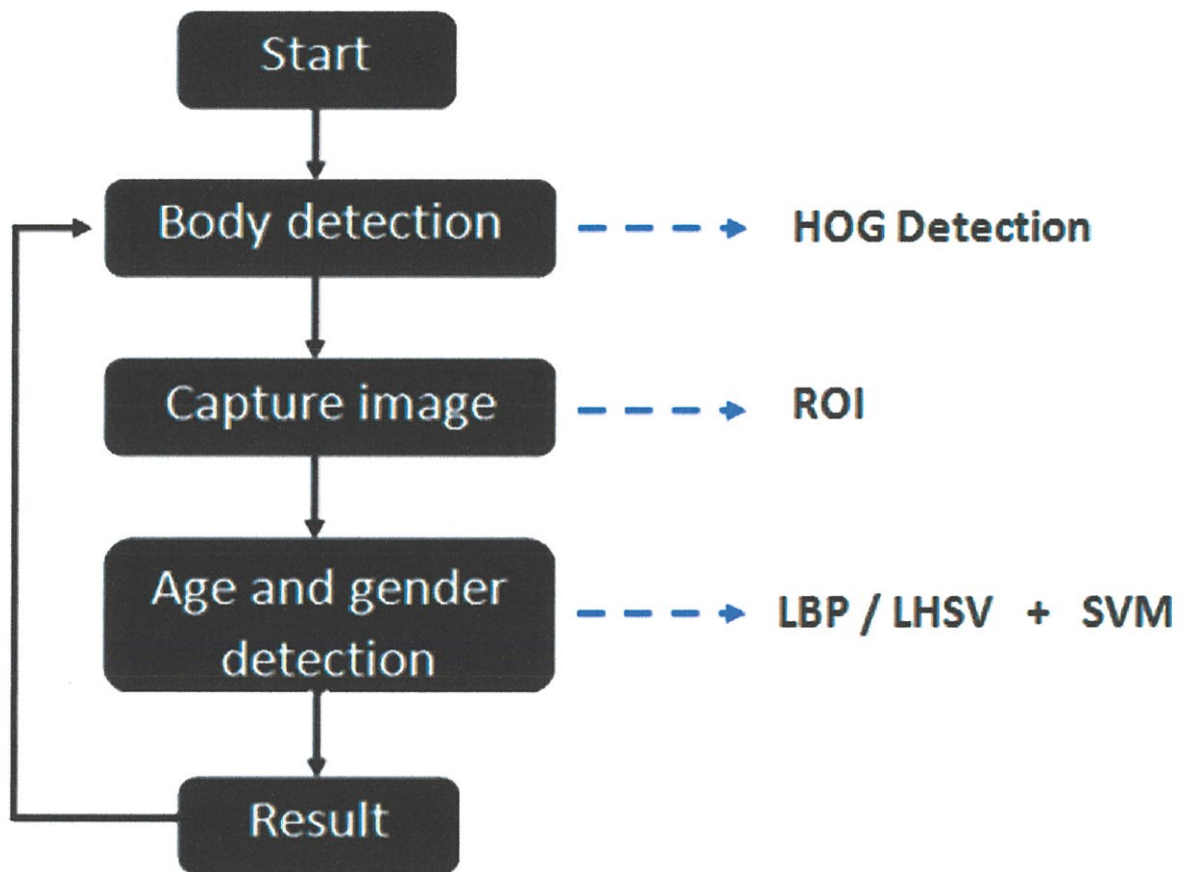 Start
Body detection
HOG Detection
Capture image
ROI
Age and gender
detection
LBP / LHSV + SVM
Result